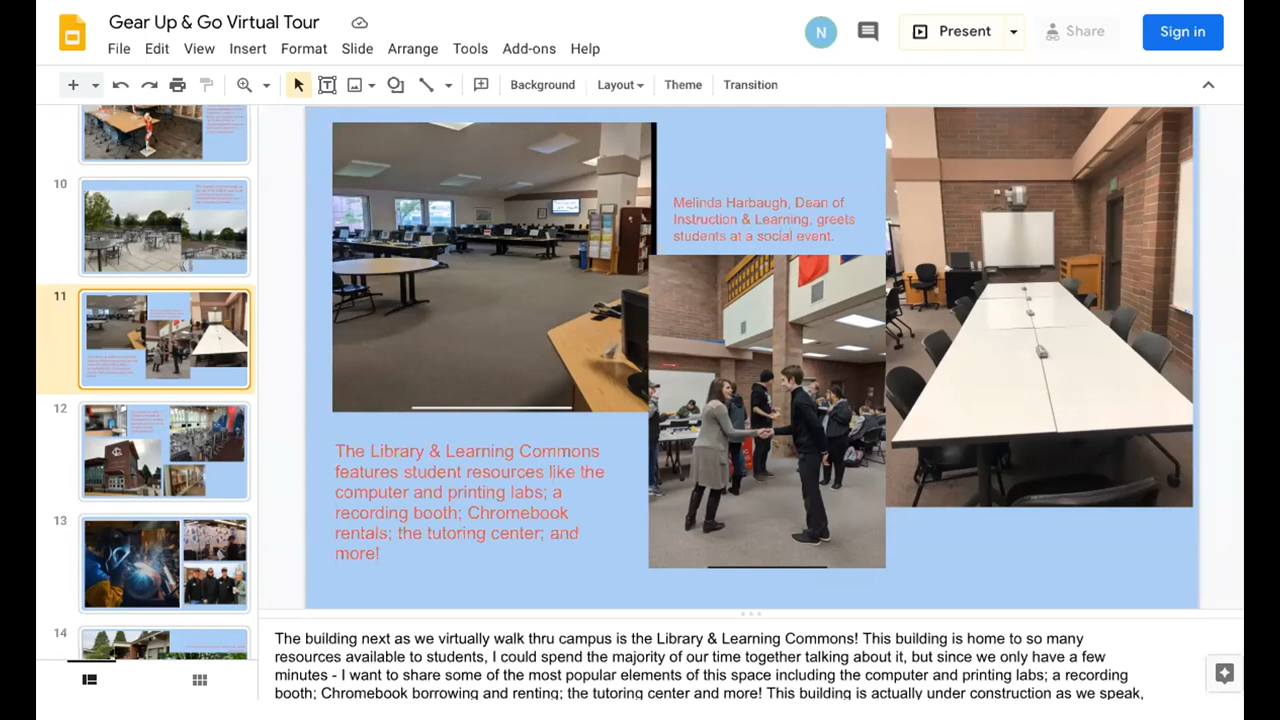 Gear Up & Go Virtual Tour
File Edit View Insert Format Slide Arrange Tools Add-ons Help
N
Present
Share
Sign in
Background
Layout
Theme
Transition
10
11
12
13
14
Melinda Harbaugh, Dean of
Instruction & Learning, greets
students at a social event.
The Library & Learning Commons
features student resources like the
computer and printing labs; a
recording booth; Chromebook
rentals; the tutoring center; and
more!
The building next as we virtually walk thru campus is the Library & Learning Commons! This building is home to so many
resources available to students, I could spend the majority of our time together talking about it, but since we only have a few
minutes - I want to share some of the most popular elements of this space including the computer and printing labs; a recording
booth; Chromebook borrowing and renting; the tutoring center and more! This building is actually under construction as we speak,